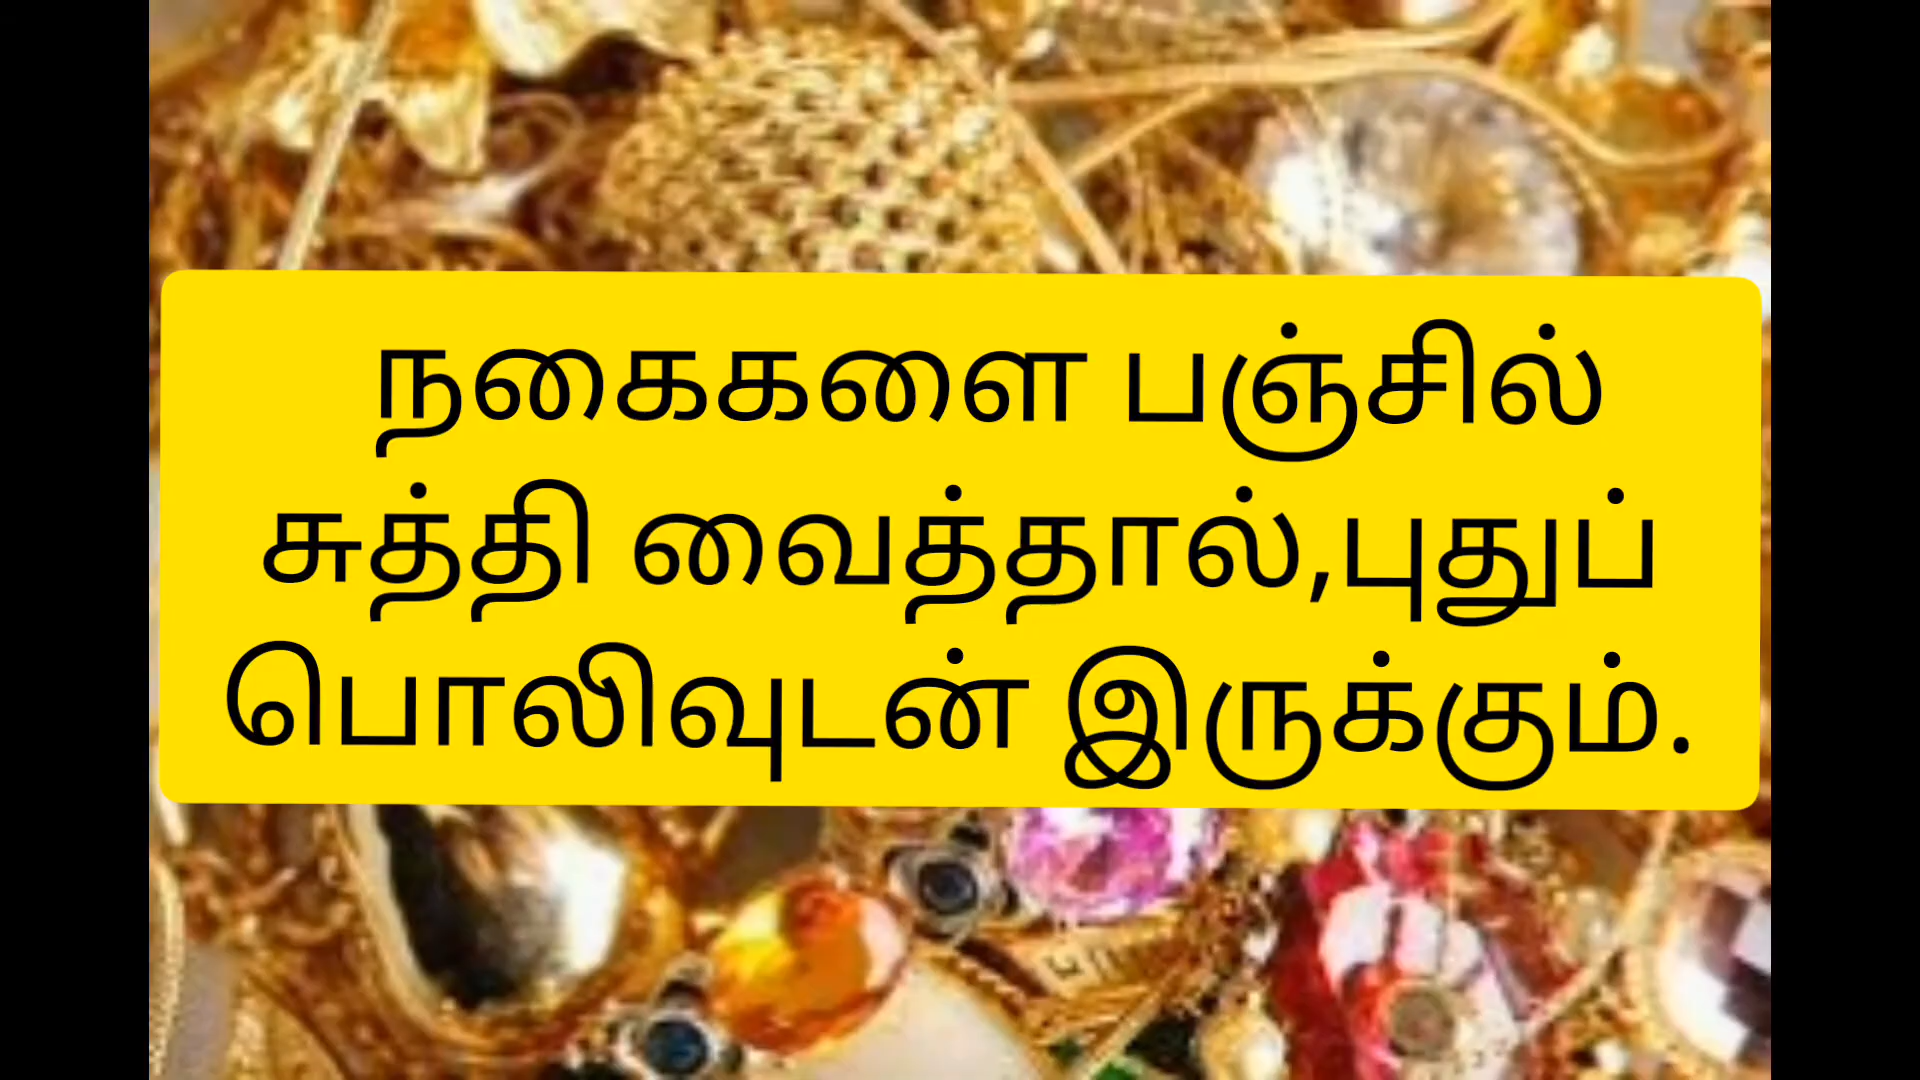 நகைகளை பஞ்சில்
சுத்தி வைத்தால்,புதுப்
பொலிவுடன் இருக்கும்.